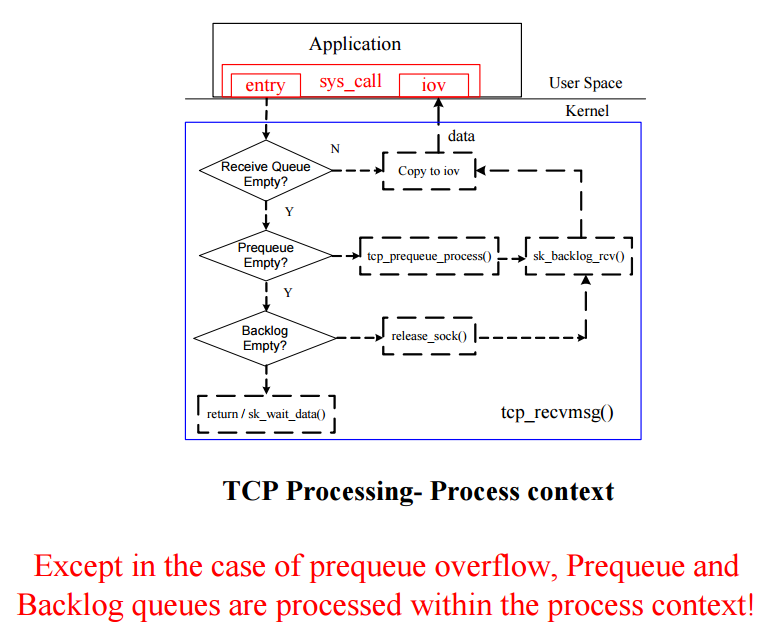 Application
entry
sys_call
iov
User Space
Kernel
data
Receive Queue
Empty?
N
Copy to iov
Y
Prequeue
Empty?
tcp_prequeue_process()
sk_backlog_rcv()
Y
Backlog
Empty?
release_sock()
return / sk_wait_data()
tcp_recvmsg()
TCP Processing- Process context
Except in the case of prequeue overflow, Prequeue and
Backlog queues are processed within the process context!